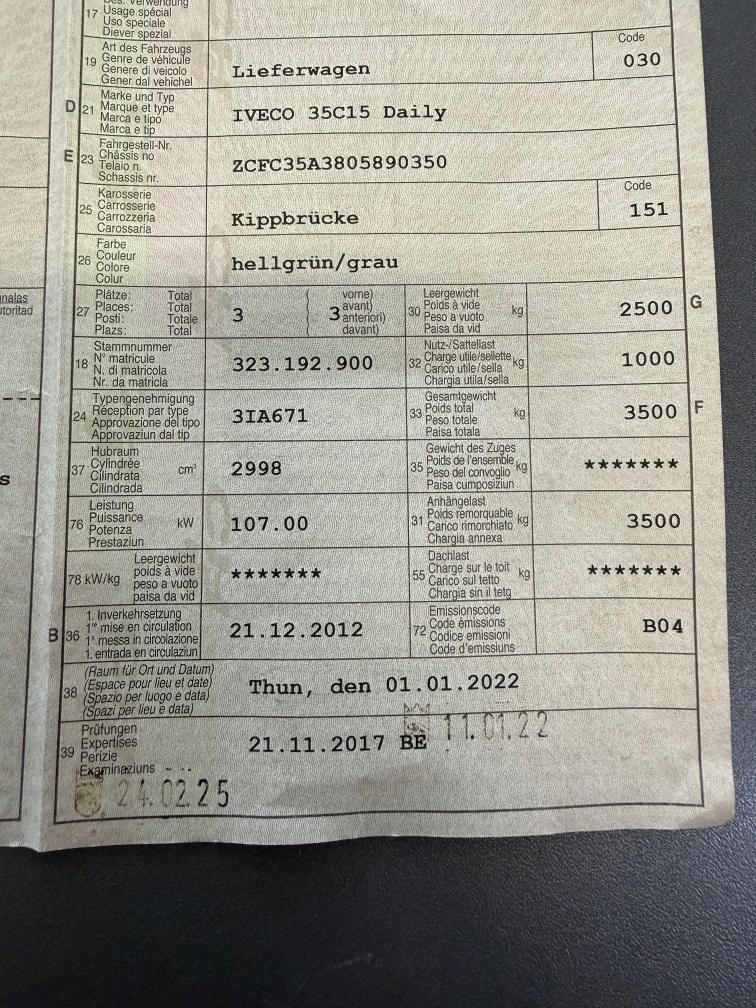 17 Usage spécial
Uso speciale
Diever spezial
19 Art des Fahrzeugs
Genre de véhicule
Genere di veicolo
Gener dal vehichel
Lieferwagen
Code
030
D 21 Marke und Typ
Marque et type
Marca e tipo
Marca e tip
IVECO 35C15 Daily
E 23 Fahrgestell-Nr.
Châssis no
Telaio n.
Schassis nr.
ZCFC35A3805890350
25 Karosserie
Carrosserie
Carrozzeria
Carossaria
Kippbrücke
Code
151
26 Farbe
Couleur
Colore
Colur
hellgrün/grau
27 Plätze: Total
Places: Total
Posti: Totale
Plazs: Total
3
( vorne)
( avant)
3 anteriori)
( davant)
30 Leergewicht
Poids à vide
Peso a vuoto
Paisa da vid
kg
2500 G
18 Stammnummer
N° matricule
N. di matricola
Nr. da matricla
323.192.900
32 Nutz-/Sattellast
Charge utile/sellette
Carico utile/sella
Chargia utila/sella
kg
1000
24 Typengenehmigung
Réception par type
Approvazione del tipo
Approvaziun dal tip
3IA671
33 Gesamtgewicht
Poids total
Peso totale
Paisa totala
kg
3500 F
37 Hubraum
Cylindrée
Cilindrata
Cilindrada
cm³
2998
35 Gewicht des Zuges
Poids de l'ensemble
Peso del convoglio
Paisa cumposiziun
kg
*******
76 Leistung
Puissance
Potenza
Prestaziun
kW
107.00
31 Anhängelast
Poids remorquable
Carico rimorchiato
Chargia annexa
kg
3500
78 kW/kg
Leergewicht
poids à vide
peso a vuoto
paisa da vid
*******
55 Dachlast
Charge sur le toit
Carico sul tetto
Chargia sin il tetg
kg
*******
B 36 1. Inverkehrsetzung
1re mise en circulation
1a messa in circolazione
1. entrada en circulaziun
21.12.2012
72 Emissionscode
Code émissions
Codice emissioni
Code d'emissiuns
B04
38 (Raum für Ort und Datum)
(Espace pour lieu et date)
(Spazio per luogo e data)
(Spazi per lieu e data)
Thun, den 01.01.2022
39 Prüfungen
Expertises
Perizie
Examinaziuns
21.11.2017 BE 11.01.22
24.02.25